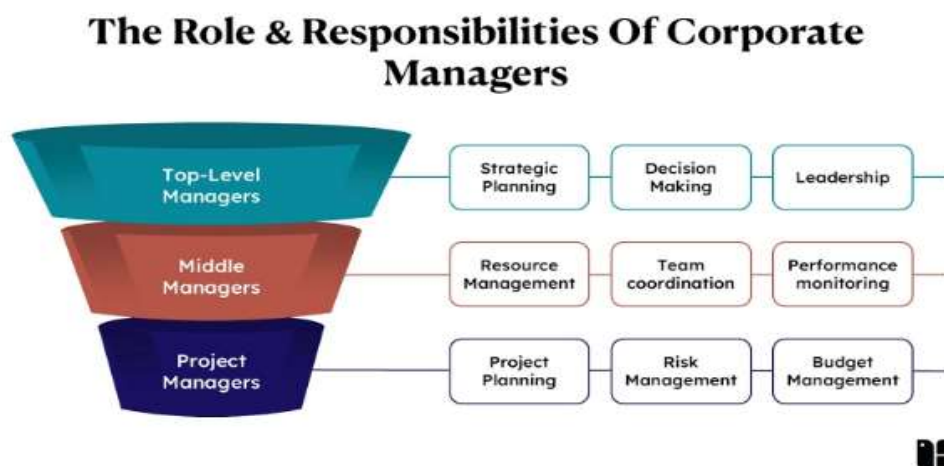 The Role & Responsibilities Of Corporate
Managers
Top-Level
Managers
Strategic
Planning
Decision
Making
Leadership
Middle
Managers
Resource
Management
Team
coordination
Performance
monitoring
Project
Managers
Project
Planning
Risk
Management
Budget
Management